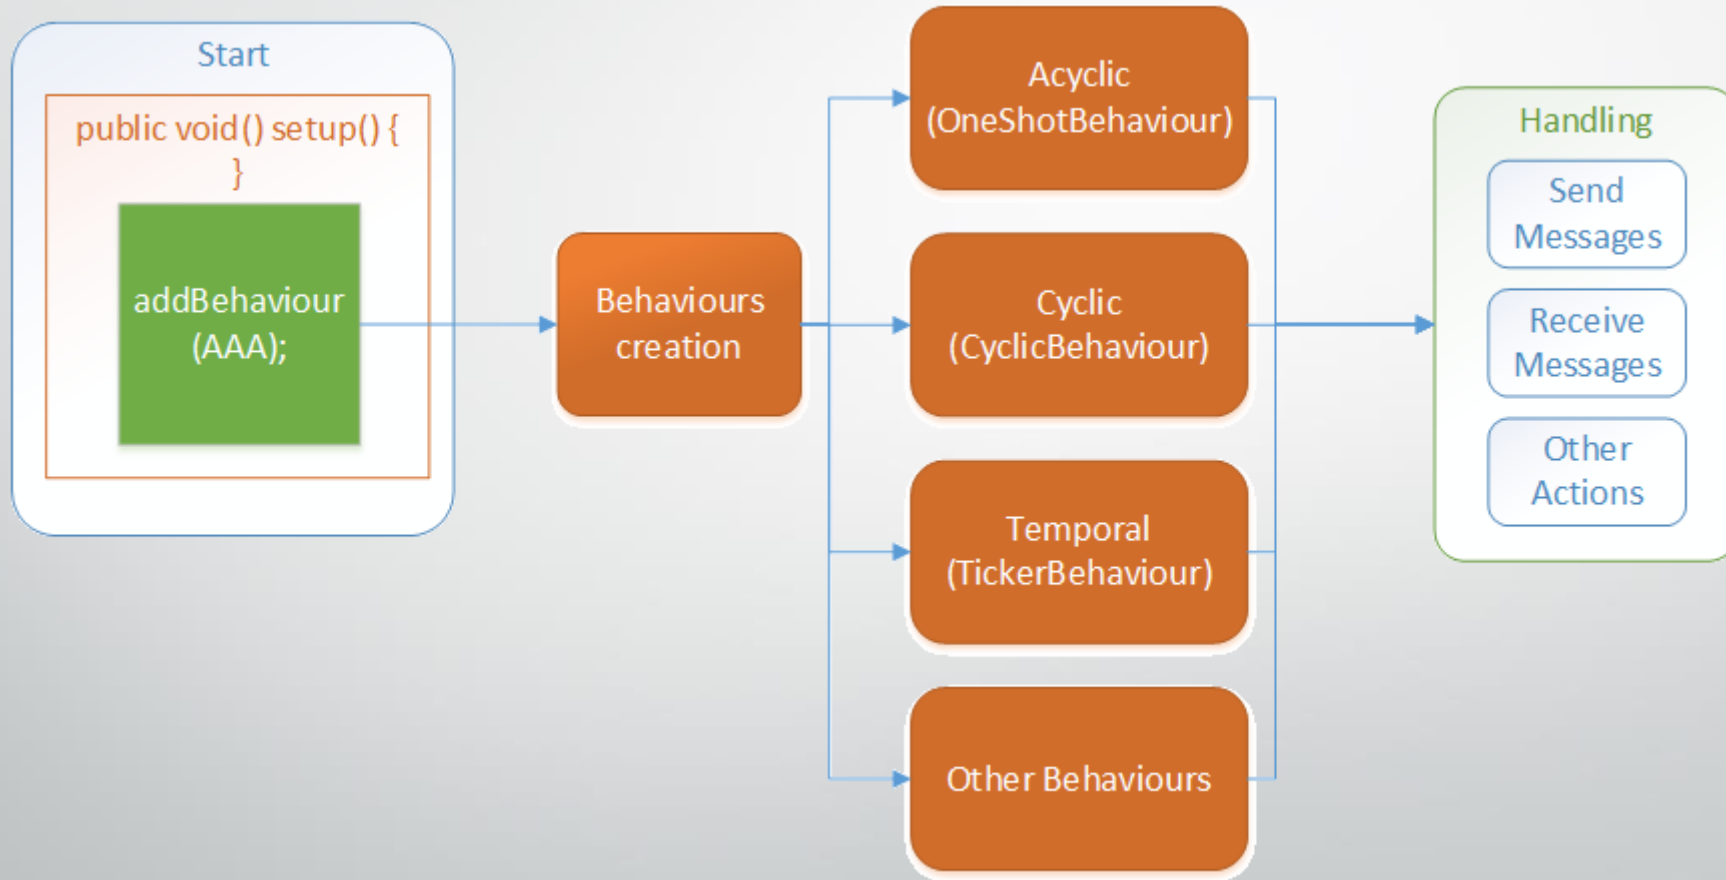 Start
public void() setup() {
}
addBehaviour
(AAA);
Behaviours
creation
Acyclic
(OneShotBehaviour)
Cyclic
(CyclicBehaviour)
Temporal
(TickerBehaviour)
Other Behaviours
Handling
Send
Messages
Receive
Messages
Other
Actions